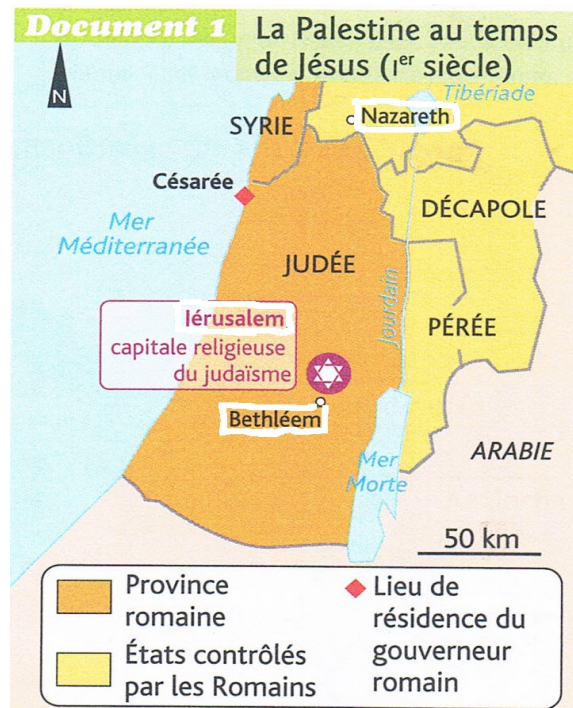 Document 1
La Palestine au temps
de Jésus (Ier siècle)
N
Tibériade
Nazareth
SYRIE
Césarée
DÉCAPOLE
Mer
Méditerranée
JUDÉE
Jourdain
Iérusalem
capitale religieuse
du judaïsme
PÉRÉE
Bethléem
Mer
Morte
ARABIE
50 km
Province
romaine
États contrôlés
par les Romains
Lieu de
résidence du
gouverneur
romain